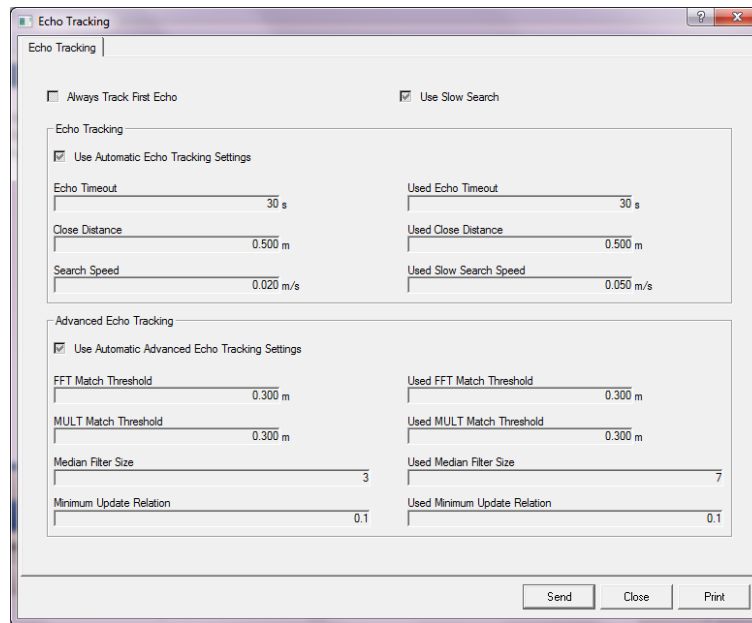 Echo Tracking
Echo Tracking
Always Track First Echo
Use Slow Search
Echo Tracking
Use Automatic Echo Tracking Settings
Echo Timeout
Used Echo Timeout
30 s
30 s
Close Distance
Used Close Distance
0.500 m
0.500 m
Search Speed
Used Slow Search Speed
0.020 m/s
0.050 m/s
Advanced Echo Tracking
Use Automatic Advanced Echo Tracking Settings
FFT Match Threshold
Used FFT Match Threshold
0.300 m
0.300 m
MULT Match Threshold
Used MULT Match Threshold
0.300 m
0.300 m
Median Filter Size
Used Median Filter Size
3
7
Minimum Update Relation
Used Minimum Update Relation
0.1
0.1
Send
Close
Print